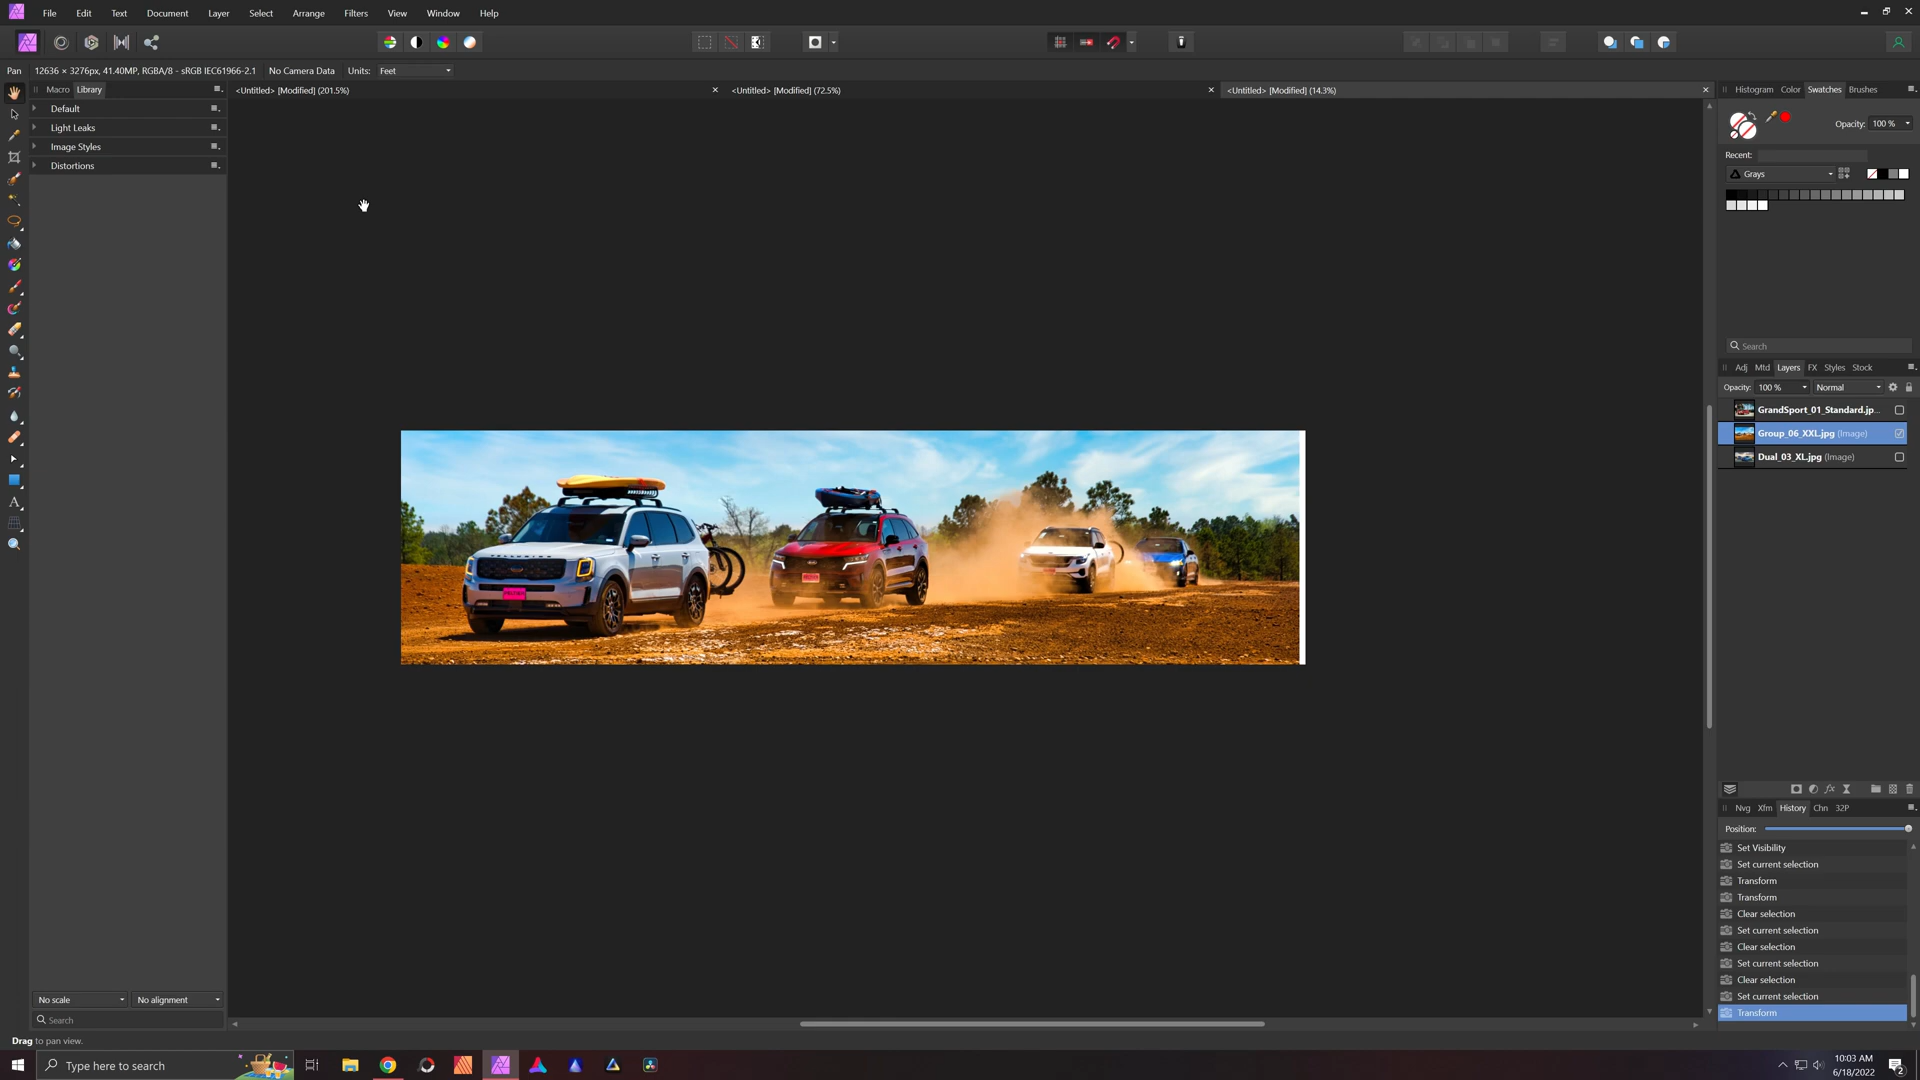 File Edit Text Document Layer Select Arrange Filters View Window Help
Pan 12636 × 3276px, 41.40MP, RGBA/8 - sRGB IEC61966-2.1 No Camera Data Units: Feet
Macro Library <Untitled> [Modified] (201.5%) <Untitled> [Modified] (72.5%) <Untitled> [Modified] (14.3%) Histogram Color Swatches Brushes
Default
Light Leaks
Image Styles
Distortions
Opacity: 100 %
Recent:
Grays
Search
Adj Mtd Layers FX Styles Stock
Opacity: 100 % Normal
GrandSport_01_Standard.jp...
Group_06_XXL.jpg (Image)
Dual_03_XL.jpg (Image)
Nvg Xfm History Chn 32P
Position:
Set Visibility
Set current selection
Transform
Transform
Clear selection
Set current selection
Clear selection
Set current selection
Clear selection
Set current selection
Transform
No scale No alignment
Search
Drag to pan view.
Type here to search
10:03 AM
6/18/2022
2